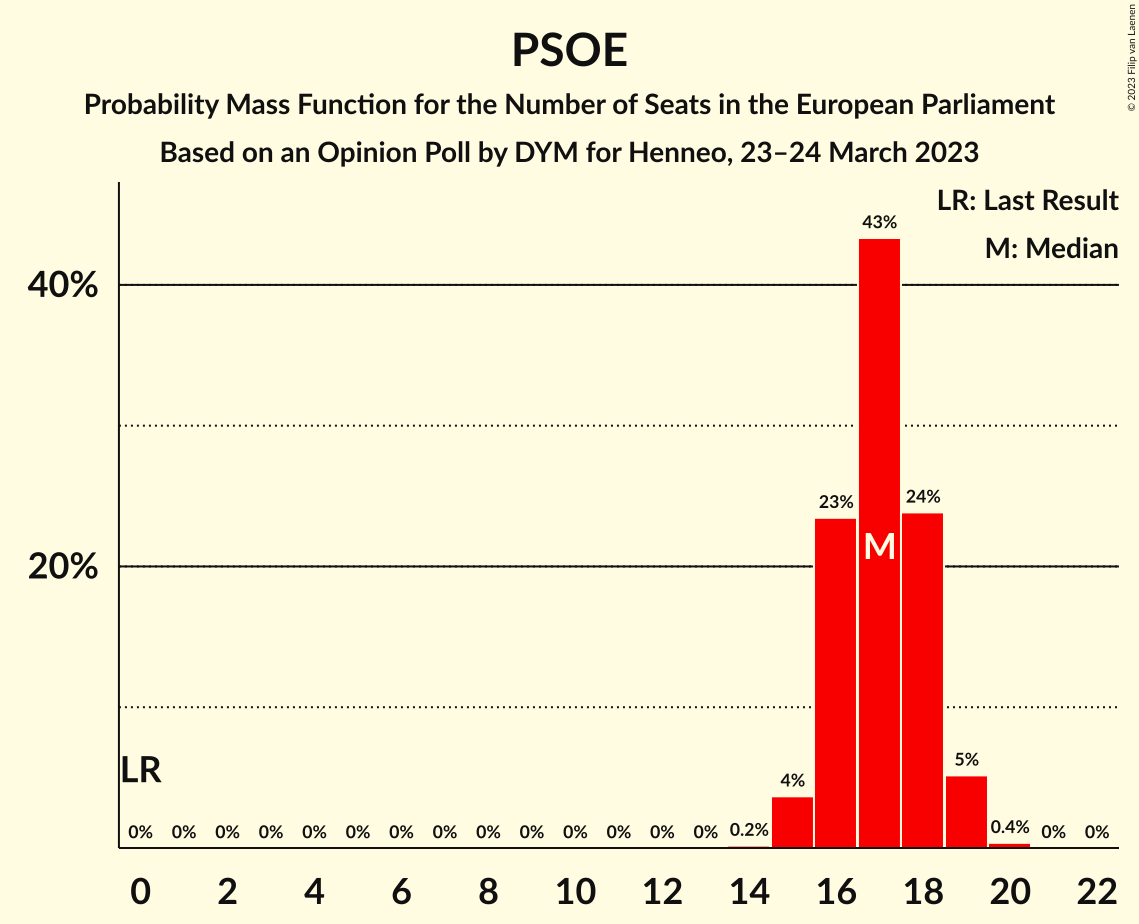 PSOE
Probability Mass Function for the Number of Seats in the European Parliament
Based on an Opinion Poll by DYM for Henneo, 23–24 March 2023
© 2023 Filip van Laenen
LR: Last Result
M: Median
40%
20%
43%
23%
24%
M
LR
4%
5%
0% 0% 0% 0% 0% 0% 0% 0% 0% 0% 0% 0% 0% 0% 0.2% 0.4% 0% 0%
0 2 4 6 8 10 12 14 16 18 20 22